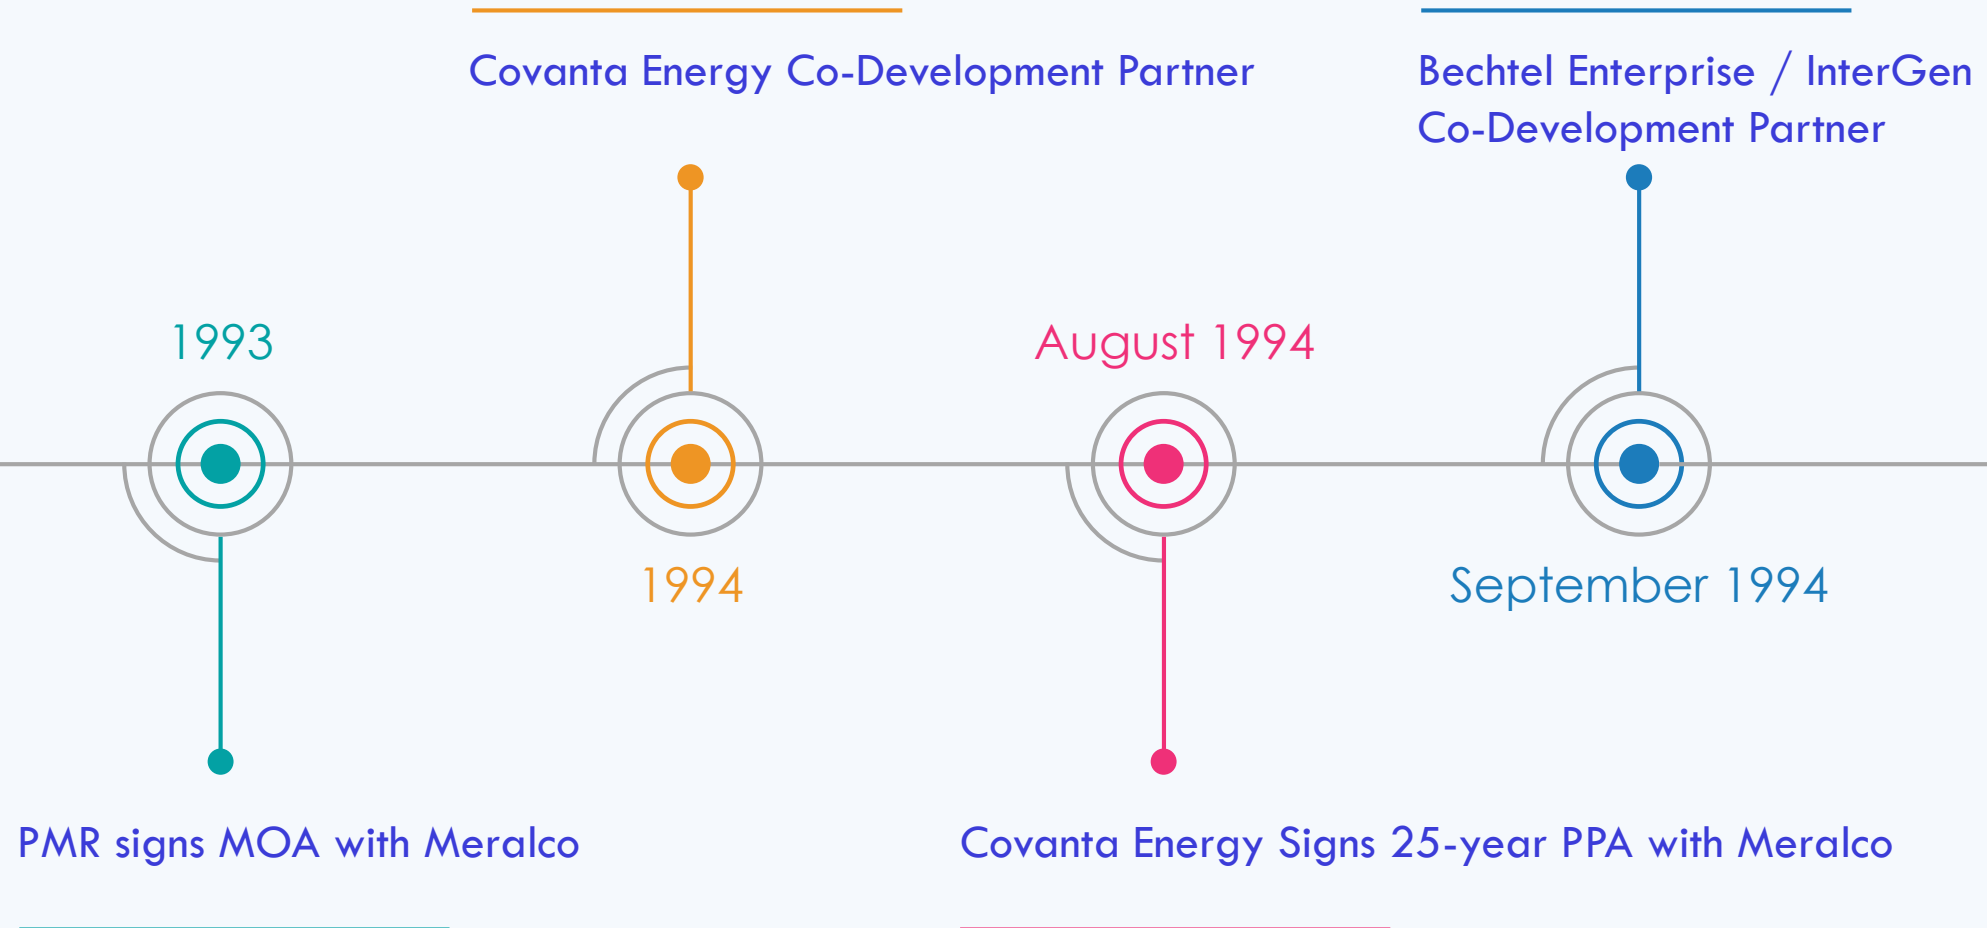 Covanta Energy Co-Development Partner
Bechtel Enterprise / InterGen
Co-Development Partner
1993
August 1994
1994
September 1994
PMR signs MOA with Meralco
Covanta Energy Signs 25-year PPA with Meralco